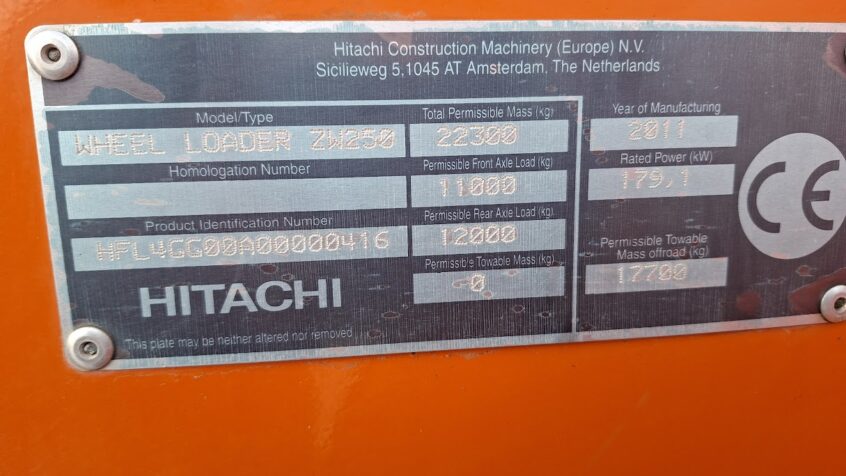 Hitachi Construction Machinery (Europe) N.V.
Sicilieweg 5,1045 AT Amsterdam, The Netherlands
Model/Type
WHEEL LOADER ZW250
Homologation Number
Product Identification Number
HFL4GG00A00000416
HITACHI
This plate may be neither altered nor removed
Total Permissible Mass (kg)
22300
Permissible Front Axle Load (kg)
11000
Permissible Rear Axle Load (kg)
12000
Permissible Towable Mass (kg)
0
Year of Manufacturing
2011
Rated Power (kW)
179,1
Permissible Towable
Mass offroad (kg)
17700
CE